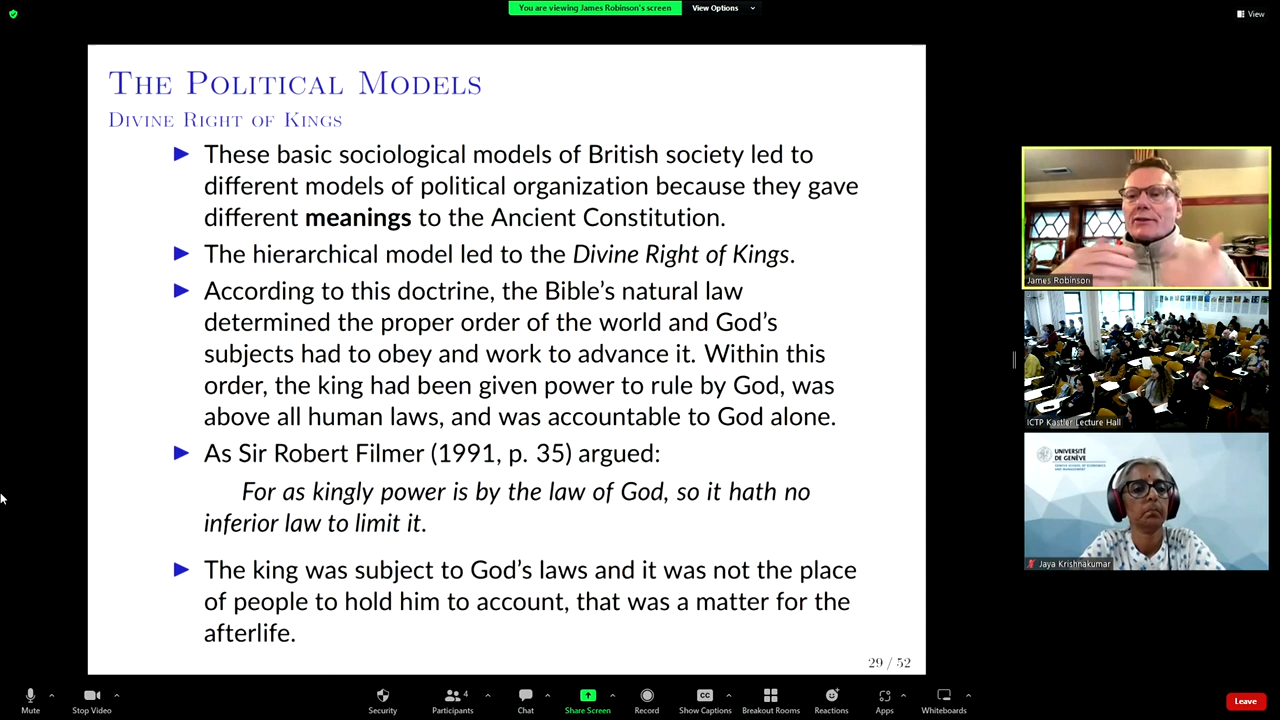 You are viewing James Robinson's screen
View Options
View
THE POLITICAL MODELS
DIVINE RIGHT OF KINGS
These basic sociological models of British society led to
different models of political organization because they gave
different meanings to the Ancient Constitution.
The hierarchical model led to the Divine Right of Kings.
According to this doctrine, the Bible's natural law
determined the proper order of the world and God's
subjects had to obey and work to advance it. Within this
order, the king had been given power to rule by God, was
above all human laws, and was accountable to God alone.
As Sir Robert Filmer (1991, p. 35) argued:
For as kingly power is by the law of God, so it hath no
inferior law to limit it.
The king was subject to God's laws and it was not the place
of people to hold him to account, that was a matter for the
afterlife.
29 / 52
James Robinson
ICTP Kastler Lecture Hall
UNIVERSITÉ
DE GENÈVE
Jaya Krishnakumar
Mute
Stop Video
Security
Participants
4
Chat
Share Screen
Record
CC
Show Captions
Breakout Rooms
Reactions
Apps
Whiteboards
Leave